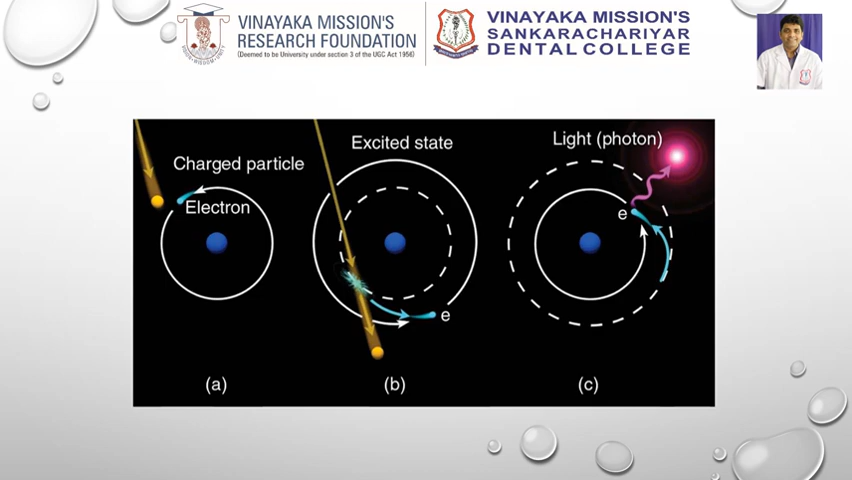 VINAYAKA MISSION'S
RESEARCH FOUNDATION
(Deemed to be University under section 3 of the UGC Act 1956)
VINAYAKA MISSION'S
SANKARACHARIYAR
DENTAL COLLEGE
Charged particle
Electron
(a)
Excited state
e
(b)
Light (photon)
e
(c)